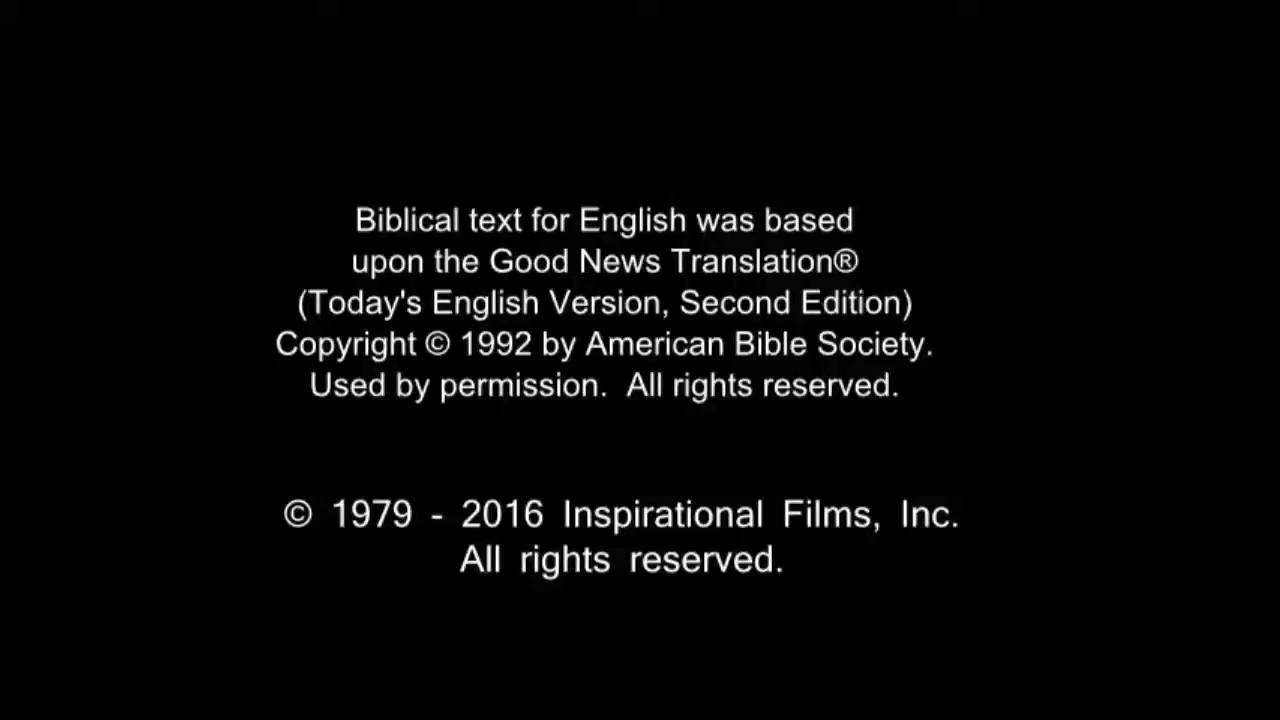 Biblical text for English was based
upon the Good News Translation®
(Today's English Version, Second Edition)
Copyright © 1992 by American Bible Society.
Used by permission.  All rights reserved.
© 1979 - 2016 Inspirational Films, Inc.
All rights reserved.